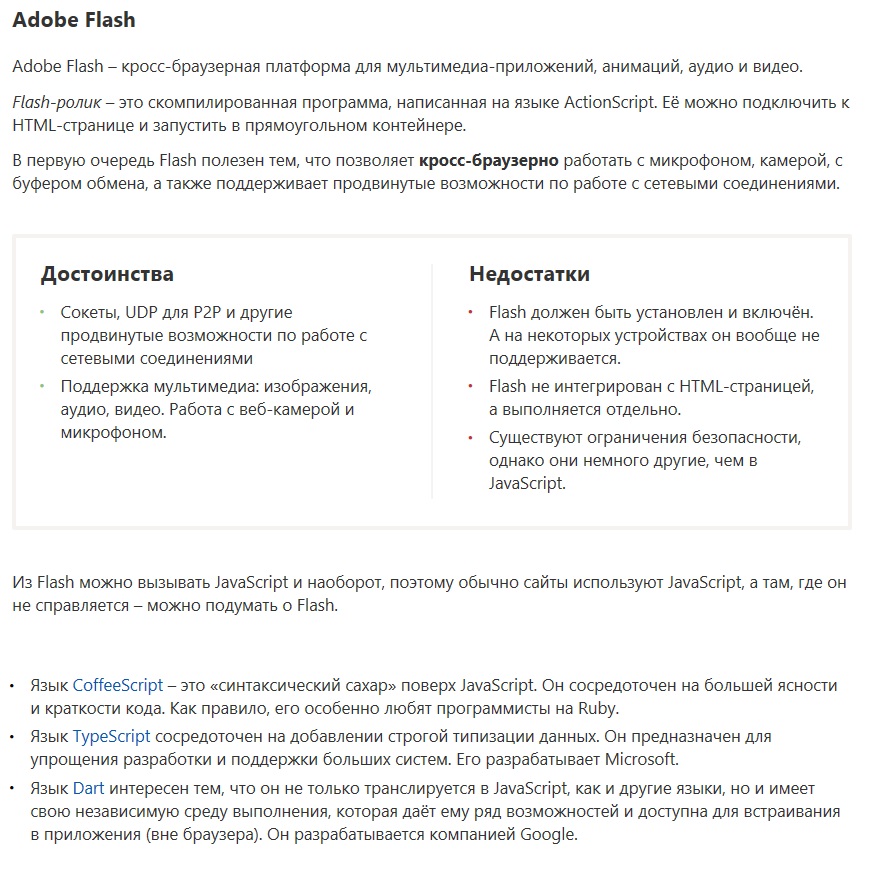 Adobe Flash
Adobe Flash – кросс-браузерная платформа для мультимедиа-приложений, анимаций, аудио и видео.
Flash-ролик – это скомпилированная программа, написанная на языке ActionScript. Её можно подключить к
HTML-странице и запустить в прямоугольном контейнере.
В первую очередь Flash полезен тем, что позволяет кросс-браузерно работать с микрофоном, камерой, с
буфером обмена, а также поддерживает продвинутые возможности по работе с сетевыми соединениями.
Достоинства
Сокеты, UDP для P2P и другие
продвинутые возможности по работе с
сетевыми соединениями
Поддержка мультимедиа: изображения,
аудио, видео. Работа с веб-камерой и
микрофоном.
Недостатки
Flash должен быть установлен и включён.
А на некоторых устройствах он вообще не
поддерживается.
Flash не интегрирован с HTML-страницей,
а выполняется отдельно.
Существуют ограничения безопасности,
однако они немного другие, чем в
JavaScript.
Из Flash можно вызывать JavaScript и наоборот, поэтому обычно сайты используют JavaScript, а там, где он
не справляется – можно подумать о Flash.
Язык CoffeeScript – это «синтаксический сахар» поверх JavaScript. Он сосредоточен на большей ясности
и краткости кода. Как правило, его особенно любят программисты на Ruby.
Язык TypeScript сосредоточен на добавлении строгой типизации данных. Он предназначен для
упрощения разработки и поддержки больших систем. Его разрабатывает Microsoft.
Язык Dart интересен тем, что он не только транслируется в JavaScript, как и другие языки, но и имеет
свою независимую среду выполнения, которая даёт ему ряд возможностей и доступна для встраивания
в приложения (вне браузера). Он разрабатывается компанией Google.